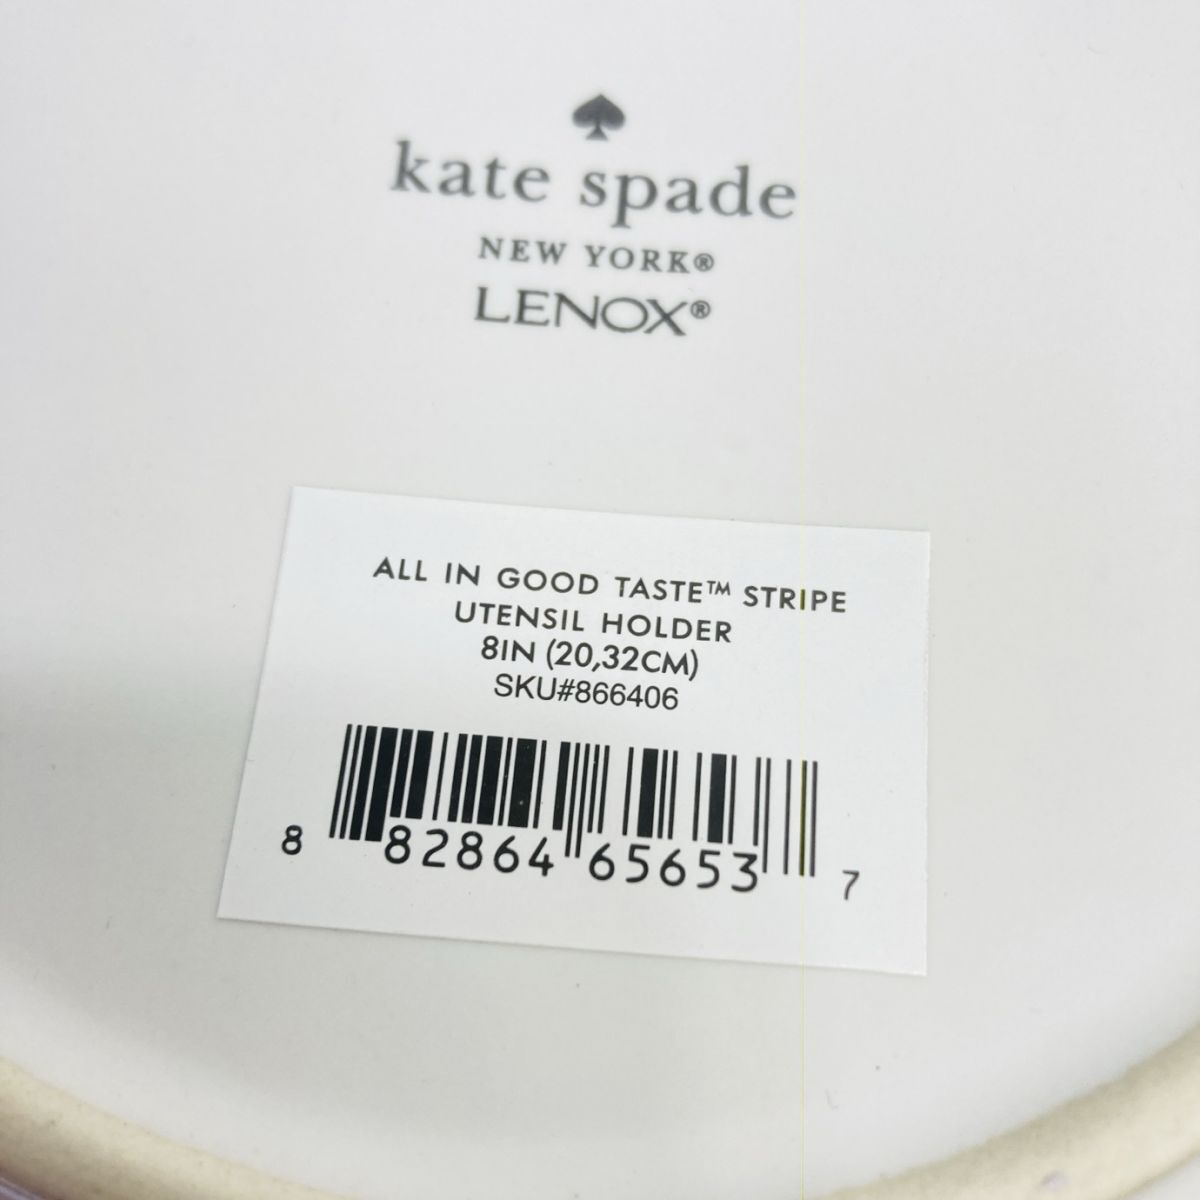 kate spade
NEW YORK®
LENOX®
ALL IN GOOD TASTE™ STRIPE
UTENSIL HOLDER
8IN (20,32CM)
SKU#866406
8 82864 65653 7